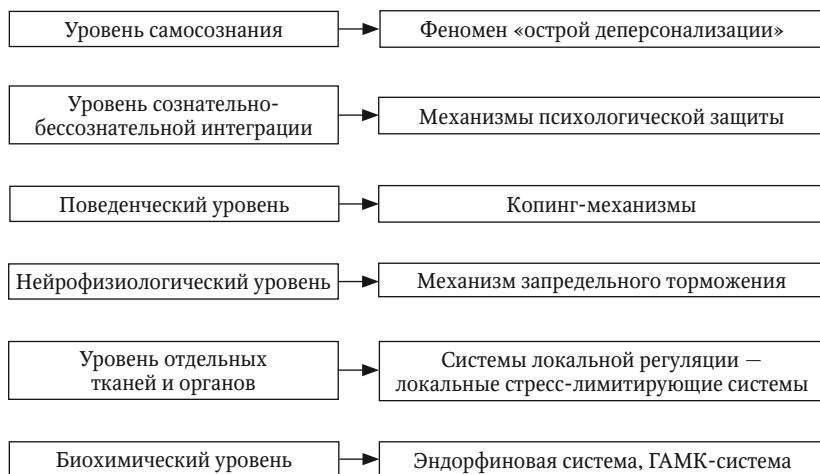 Уровень самосознания
Феномен «острой деперсонализации»
Уровень сознательно-
бессознательной интеграции
Механизмы психологической защиты
Поведенческий уровень
Копинг-механизмы
Нейрофизиологический уровень
Механизм запредельного торможения
Уровень отдельных
тканей и органов
Системы локальной регуляции —
локальные стресс-лимитирующие системы
Биохимический уровень
Эндорфиновая система, ГАМК-система